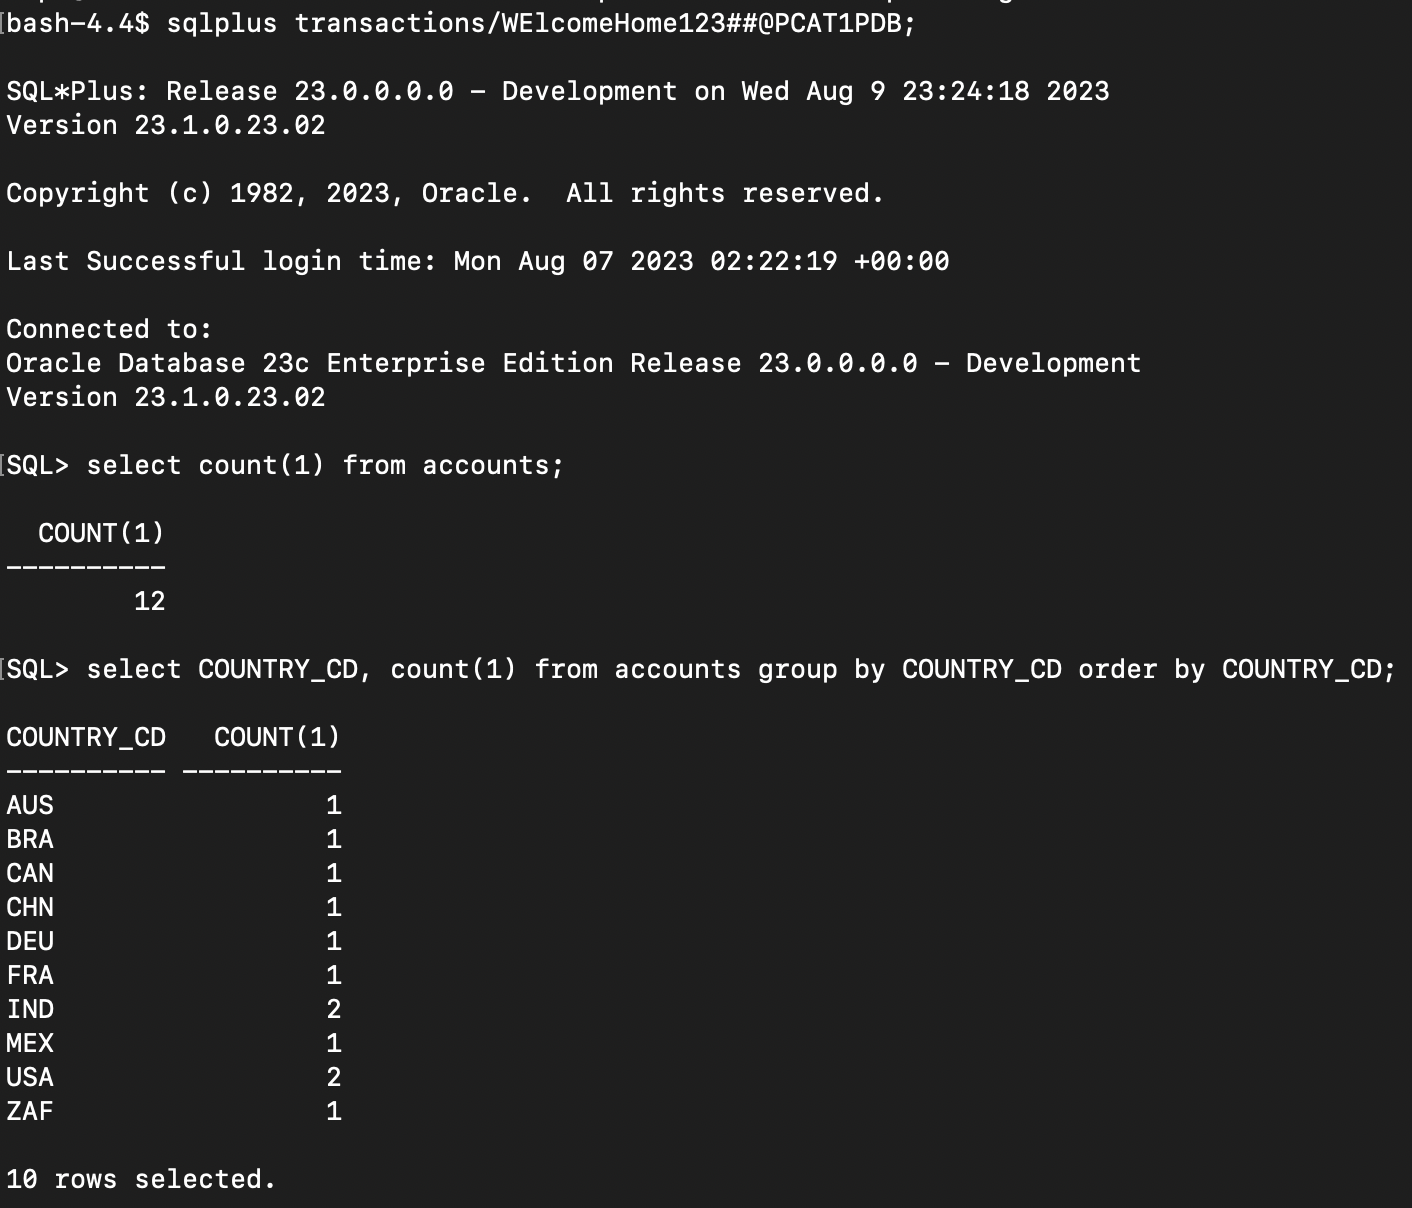 bash-4.4$ sqlplus transactions/WElcomeHome123##@PCAT1PDB;
SQL*Plus: Release 23.0.0.0.0 – Development on Wed Aug 9 23:24:18 2023
Version 23.1.0.23.02
Copyright (c) 1982, 2023, Oracle.  All rights reserved.
Last Successful login time: Mon Aug 07 2023 02:22:19 +00:00
Connected to:
Oracle Database 23c Enterprise Edition Release 23.0.0.0.0 – Development
Version 23.1.0.23.02
SQL> select count(1) from accounts;
  COUNT(1)
----------
        12
SQL> select COUNTRY_CD, count(1) from accounts group by COUNTRY_CD order by COUNTRY_CD;
COUNTRY_CD   COUNT(1)
---------- ----------
AUS                 1
BRA                 1
CAN                 1
CHN                 1
DEU                 1
FRA                 1
IND                 2
MEX                 1
USA                 2
ZAF                 1
10 rows selected.